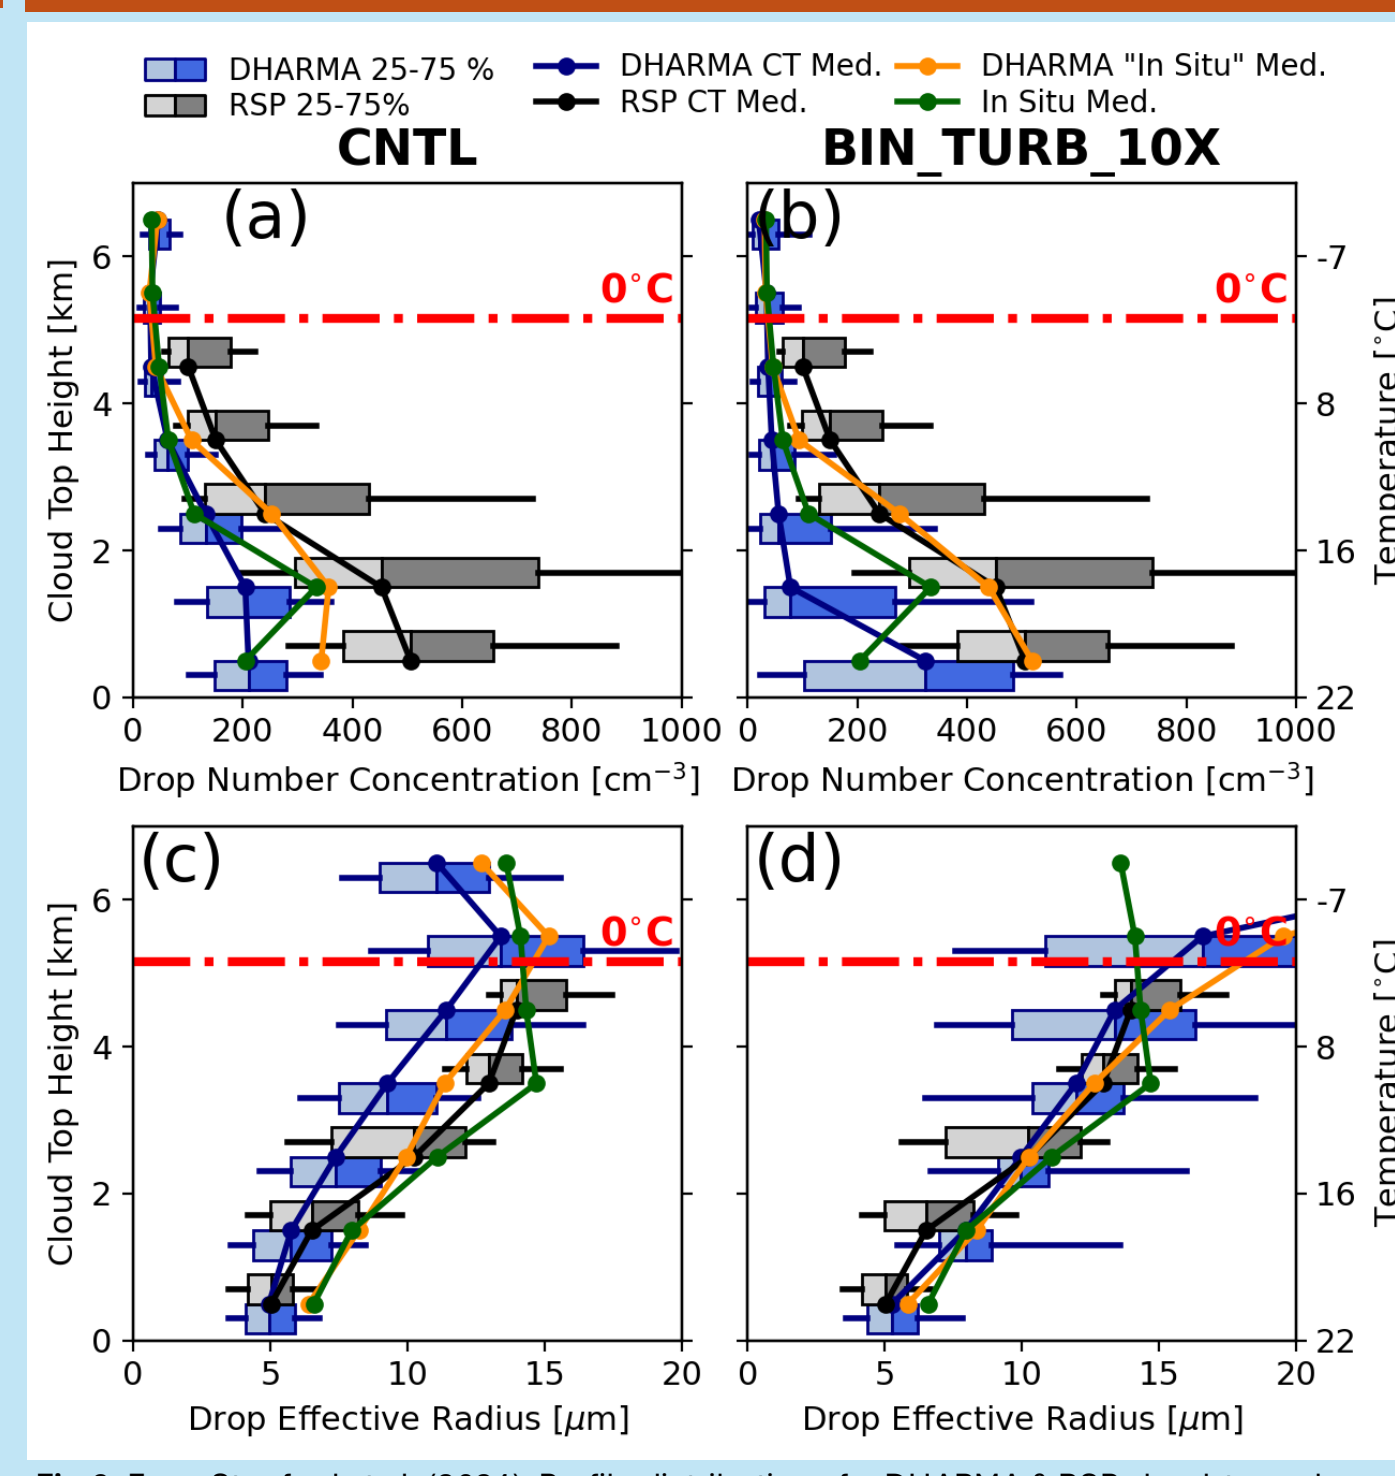 DHARMA 25-75 % DHARMA CT Med. DHARMA "In Situ" Med.
RSP 25-75% RSP CT Med. In Situ Med.
CNTL BIN_TURB_10X
(a) (b)
Cloud Top Height [km]
6
4
2
0
0°C 0°C
-7
8
16
22
Temperature [°C]
0 200 400 600 800 1000 0 200 400 600 800 1000
Drop Number Concentration [cm⁻³] Drop Number Concentration [cm⁻³]
(c) (d)
Cloud Top Height [km]
6
4
2
0
0°C 0°C
-7
8
16
22
Temperature [°C]
0 5 10 15 20 0 5 10 15 20
Drop Effective Radius [μm] Drop Effective Radius [μm]